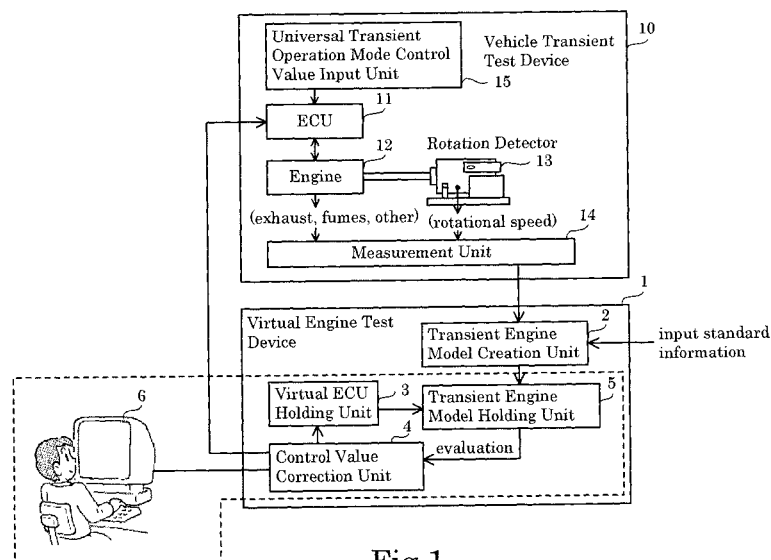 Universal Transient
Operation Mode Control
Value Input Unit
15
Vehicle Transient
Test Device
10
11
ECU
12
Engine
Rotation Detector
13
(exhaust, fumes, other)
(rotational speed)
14
Measurement Unit
1
Virtual Engine Test
Device
2
Transient Engine
Model Creation Unit
input standard
information
Virtual ECU
Holding Unit
3
Transient Engine
Model Holding Unit
5
6
4
Control Value
Correction Unit
evaluation
Fig.1